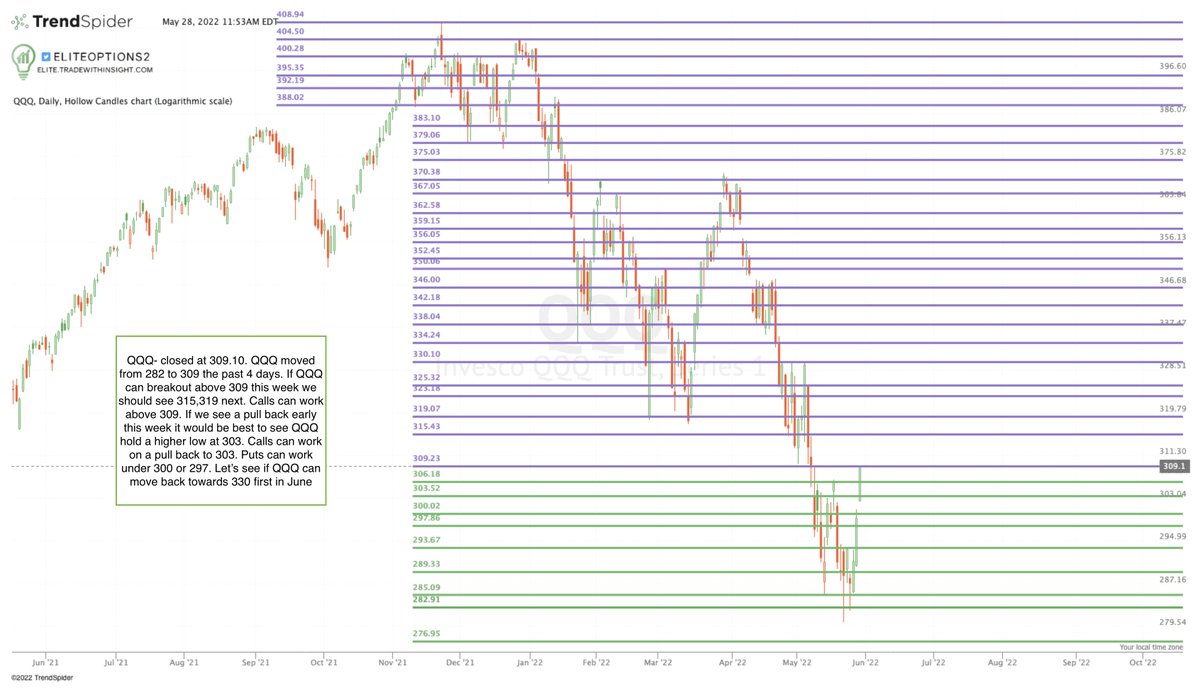 TrendSpider
May 28, 2022 11:53AM EDT
ELITEOPTIONS2
ELITE.TRADEWITHINSIGHT.COM
QQQ, Daily, Hollow Candles chart (Logarithmic scale)
408.94
404.50
400.28
395.35
392.19
388.02
383.10
379.06
375.03
370.38
367.05
362.58
359.15
356.05
352.45
350.06
346.00
342.18
338.04
334.24
330.10
325.32
323.18
319.07
315.43
309.23
306.18
303.52
300.02
297.86
293.67
289.33
285.09
282.91
276.95
396.60
386.07
375.82
365.84
356.13
346.68
337.47
328.51
319.79
311.30
309.1
303.04
294.99
287.16
279.54
QQQ
Invesco QQQ Trust, Series 1
QQQ- closed at 309.10. QQQ moved
from 282 to 309 the past 4 days. If QQQ
can breakout above 309 this week we
should see 315,319 next. Calls can work
above 309. If we see a pull back early
this week it would be best to see QQQ
hold a higher low at 303. Calls can work
on a pull back to 303. Puts can work
under 300 or 297. Let's see if QQQ can
move back towards 330 first in June
Your local time zone
Jun '21 Jul '21 Aug '21 Sep '21 Oct '21 Nov '21 Dec '21 Jan '22 Feb '22 Mar '22 Apr '22 May '22 Jun '22 Jul '22 Aug '22 Sep '22 Oct '22
©2022 TrendSpider